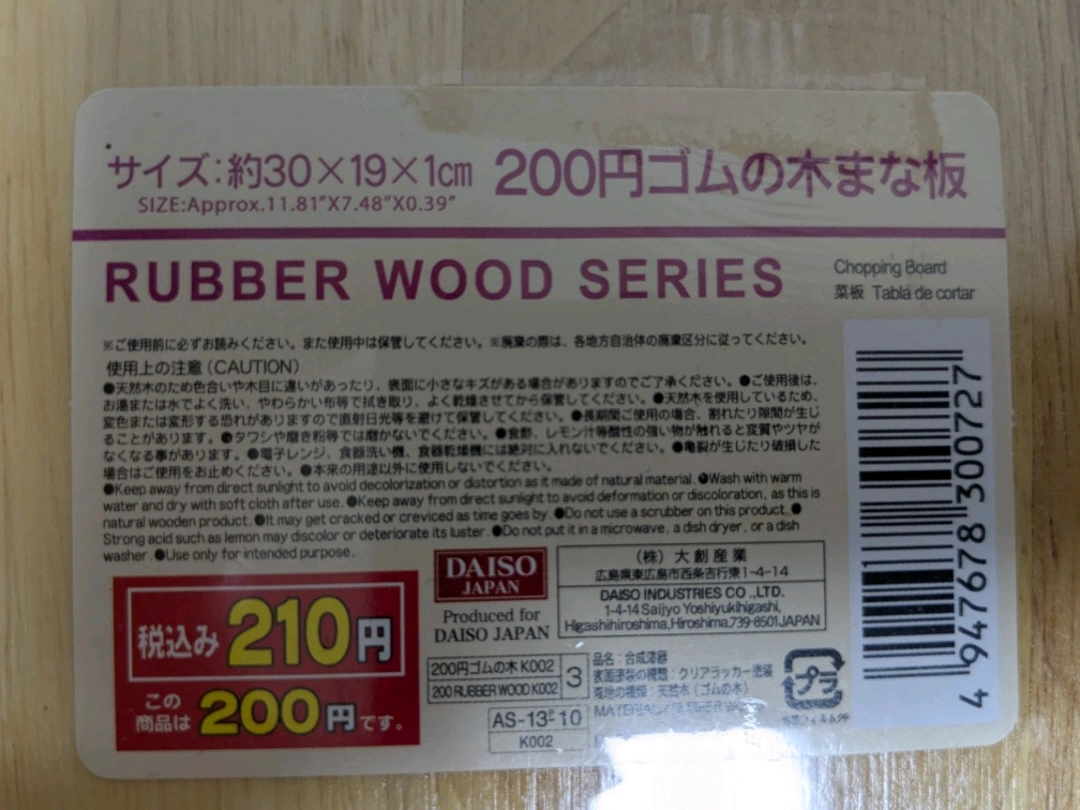 サイズ:約30×19×1cm 200円ゴムの木まな板
SIZE:Approx.11.81"X7.48"X0.39"
RUBBER WOOD SERIES
Chopping Board
菜板 Tabla de cortar
※ご使用前に必ずお読みください。また使用中は保管してください。※廃棄の際は、各地方自治体の廃棄区分に従ってください。
使用上の注意 (CAUTION)
●天然木のため色合いや木目に違いがあったり、表面に小さなキズがある場合がありますのでご了承ください。●ご使用後は、
お湯または水でよく洗い、やわらかい布等で拭き取り、よく乾燥させてから保管してください。●天然木を使用しているため、
変色または変形する恐れがありますので直射日光等を避けて保管してください。●長期間ご使用の場合、割れたり隙間が生じ
ることがあります。●タワシや磨き粉等では磨かないでください。●食酢、レモン汁等酸性の強い物が触れると変質やツヤが
なくなる事があります。●電子レンジ、食器洗い機、食器乾燥機には絶対に入れないでください。●亀裂が生じたり破損した
場合はご使用をお止めください。●本来の用途以外に使用しないでください。
●Keep away from direct sunlight to avoid decolorization or distortion as it made of natural material.●Wash with warm
water and dry with soft cloth after use.●Keep away from direct sunlight to avoid deformation or discoloration, as this is
natural wooden product.●It may get cracked or creviced as time goes by.●Do not use a scrubber on this product.●
Strong acid such as lemon may discolor or deteriorate its luster.●Do not put it in a microwave, a dish dryer, or a dish
washer.●Use only for intended purpose.
税込み210円
この
商品は200円です。
DAISO
JAPAN
Produced for
DAISO JAPAN
(株)大創産業
広島県東広島市西条吉行東1-4-14
DAISO INDUSTRIES CO.,LTD.
1-4-14 Saijyo Yoshiyukihigashi,
Higashihiroshima,Hiroshima,739-8501 JAPAN
200円ゴムの木 K002
200 RUBBER WOOD K002
3
AS-13F-10
K002
品名:合成漆器
表面塗装の種類:クリアラッカー塗装
素地の種類:天然木(ゴムの木)
プラ
4 947678 300727